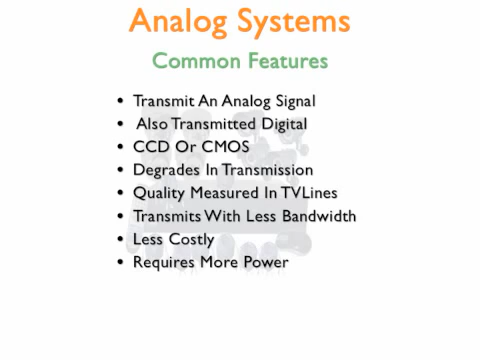 Analog Systems
Common Features
• Transmit An Analog Signal
• Also Transmitted Digital
• CCD Or CMOS
• Degrades In Transmission
• Quality Measured In TVLines
• Transmits With Less Bandwidth
• Less Costly
• Requires More Power